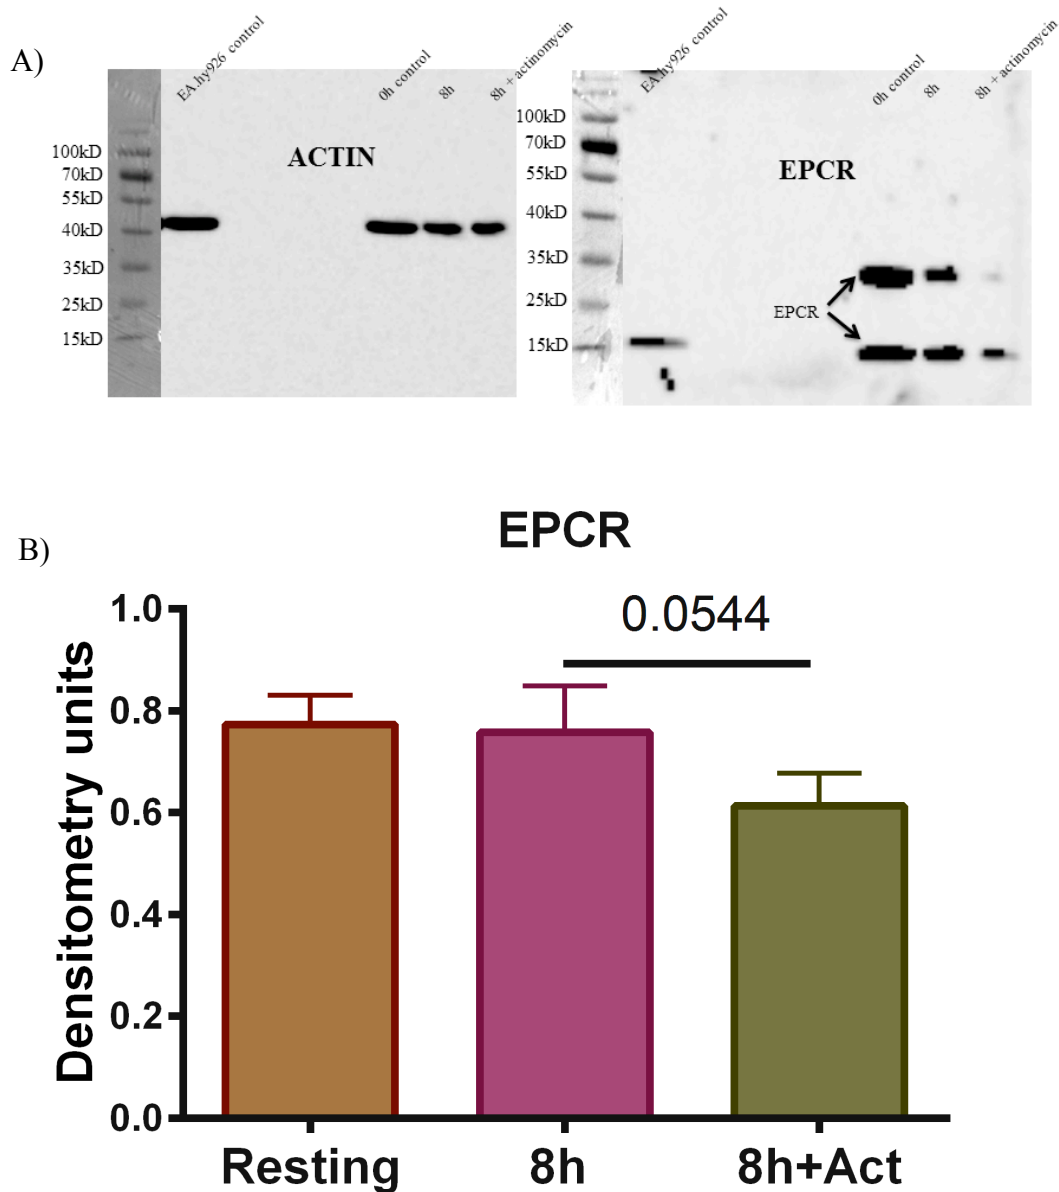 A)
EA.hy926 control
0h control
8h
8h + actinomycin
100kD
70kD
55kD
40kD
35kD
25kD
15kD
ACTIN
EA.hy926 control
0h control
8h
8h + actinomycin
100kD
70kD
55kD
40kD
35kD
25kD
15kD
EPCR
EPCR
B)
EPCR
0.0544
Densitometry units
1.0
0.8
0.6
0.4
0.2
0.0
Resting
8h
8h+Act